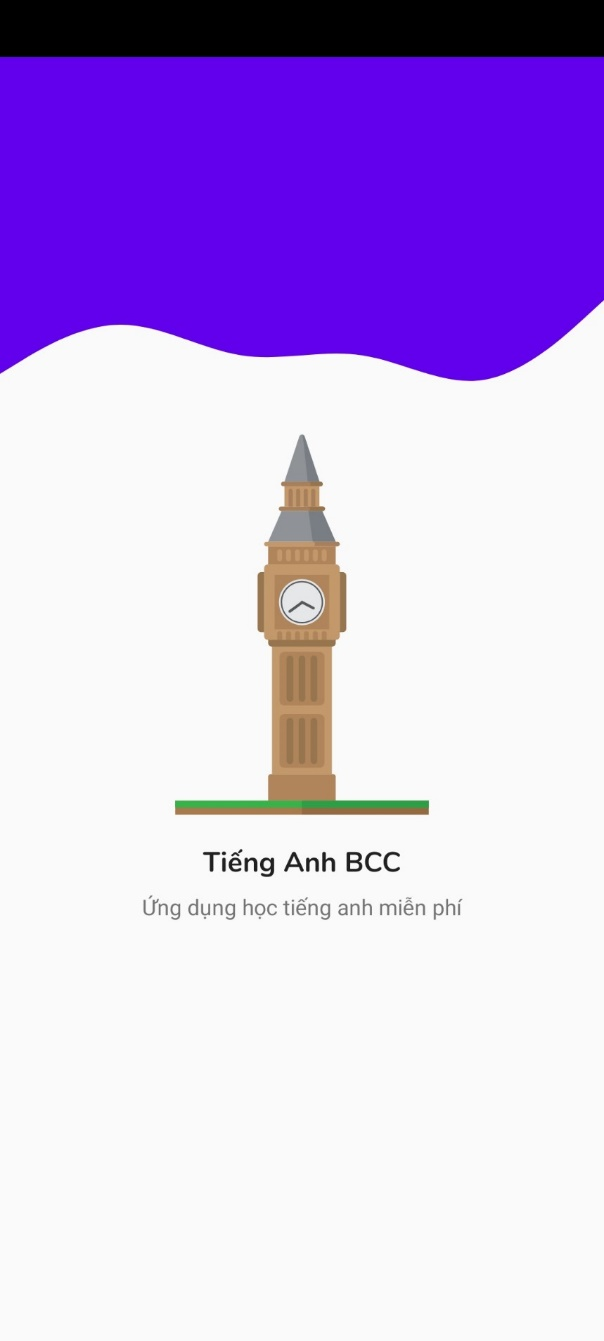 Tiếng Anh BCC
Ứng dụng học tiếng anh miễn phí